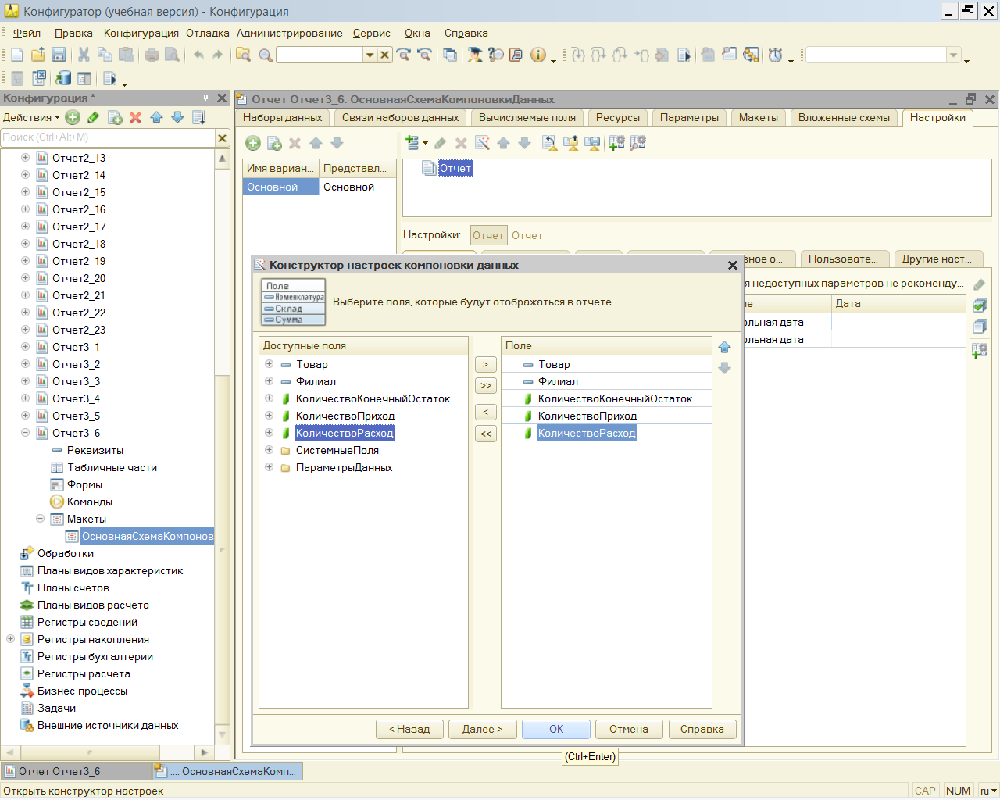 Конфигуратор (учебная версия) - Конфигурация
Файл Правка Конфигурация Отладка Администрирование Сервис Окна Справка
Конфигурация *
Действия
Поиск (Ctrl+Alt+M)
Отчет2_13
Отчет2_14
Отчет2_15
Отчет2_16
Отчет2_17
Отчет2_18
Отчет2_19
Отчет2_20
Отчет2_21
Отчет2_22
Отчет2_23
Отчет3_1
Отчет3_2
Отчет3_3
Отчет3_4
Отчет3_5
Отчет3_6
Реквизиты
Табличные части
Формы
Команды
Макеты
ОсновнаяСхемаКомпонов
Обработки
Планы видов характеристик
Планы счетов
Планы видов расчета
Регистры сведений
Регистры накопления
Регистры бухгалтерии
Регистры расчета
Бизнес-процессы
Задачи
Внешние источники данных
Отчет Отчет3_6: ОсновнаяСхемаКомпоновкиДанных
Наборы данных Связи наборов данных Вычисляемые поля Ресурсы Параметры Макеты Вложенные схемы Настройки
Имя вариан... Представл...
Основной Основной
Отчет
Настройки: Отчет Отчет
вное о... Пользовате... Другие наст...
я недоступных параметров не рекоменду...
ие Дата
ольная дата
ольная дата
Конструктор настроек компоновки данных
Поле
Номенклатура
Склад
Сумма
Выберите поля, которые будут отображаться в отчете.
Доступные поля
Товар
Филиал
КоличествоКонечныйОстаток
КоличествоПриход
КоличествоРасход
СистемныеПоля
ПараметрыДанных
>
>>
<
<<
Поле
Товар
Филиал
КоличествоКонечныйОстаток
КоличествоПриход
КоличествоРасход
< Назад Далее > OK Отмена Справка
(Ctrl+Enter)
Отчет Отчет3_6 ...: ОсновнаяСхемаКомп...
Открыть конструктор настроек CAP NUM ru